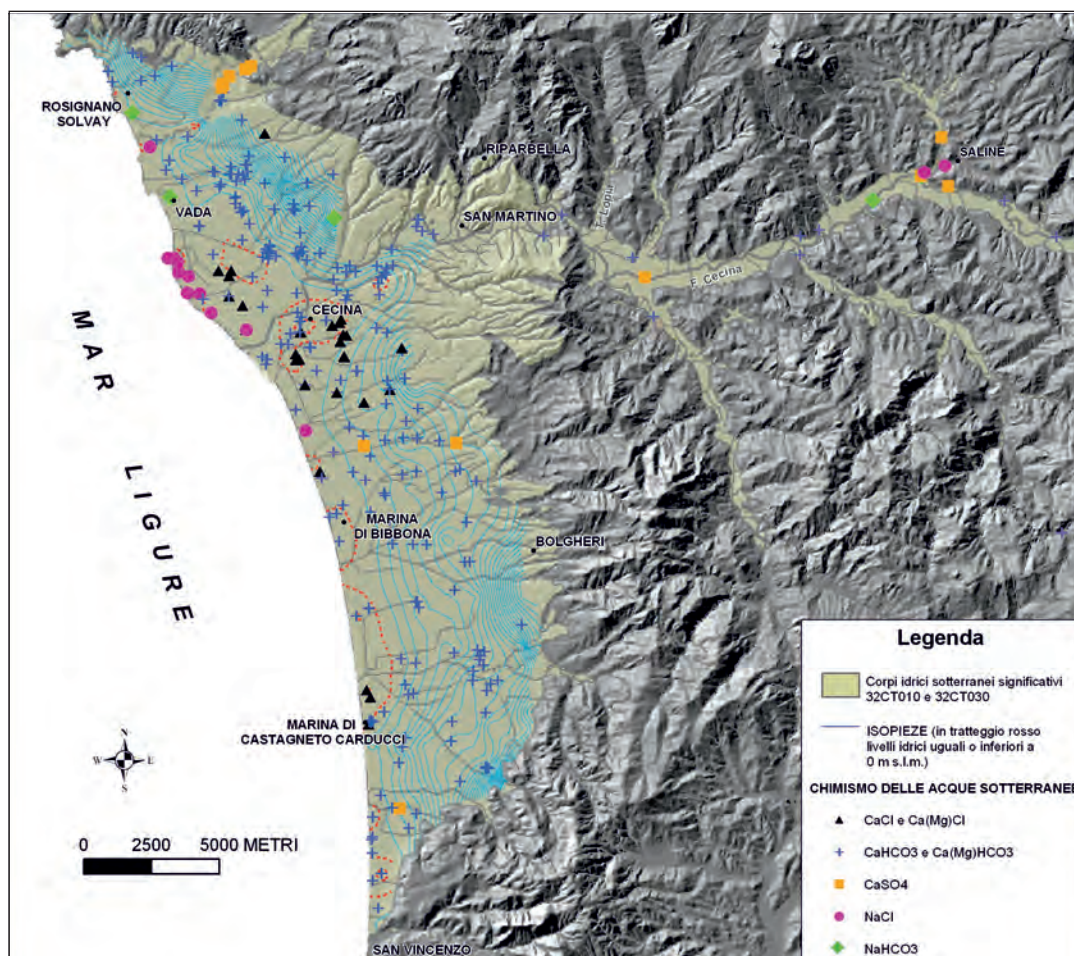 ROSIGNANO
SOLVAY
RIPARBELLA
SALINE
VADA
SAN MARTINO
T. Lopia
F. Cecina
CECINA
MAR LIGURE
MARINA
DI BIBBONA
BOLGHERI
MARINA DI
CASTAGNETO CARDUCCI
N
W
E
S
0 2500 5000 METRI
SAN VINCENZO
Legenda
Corpi idrici sotterranei significativi
32CT010 e 32CT030
ISOPIEZE (in tratteggio rosso
livelli idrici uguali o inferiori a
0 m s.l.m.)
CHIMISMO DELLE ACQUE SOTTERRANEE
CaCl e Ca(Mg)Cl
CaHCO3 e Ca(Mg)HCO3
CaSO4
NaCl
NaHCO3